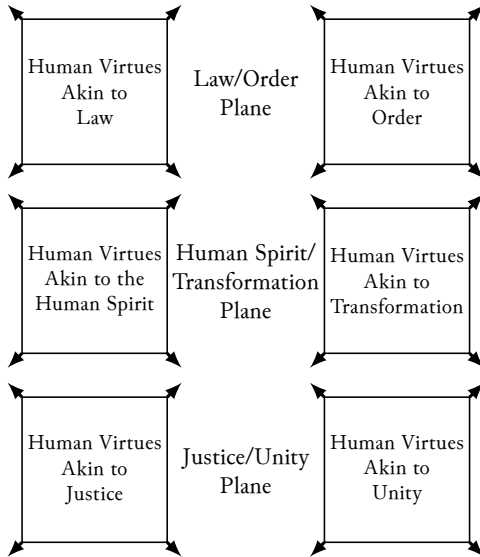 Human Virtues
Akin to
Law
Law/Order
Plane
Human Virtues
Akin to
Order
Human Virtues
Akin to the
Human Spirit
Human Spirit/
Transformation
Plane
Human Virtues
Akin to
Transformation
Human Virtues
Akin to
Justice
Justice/Unity
Plane
Human Virtues
Akin to
Unity